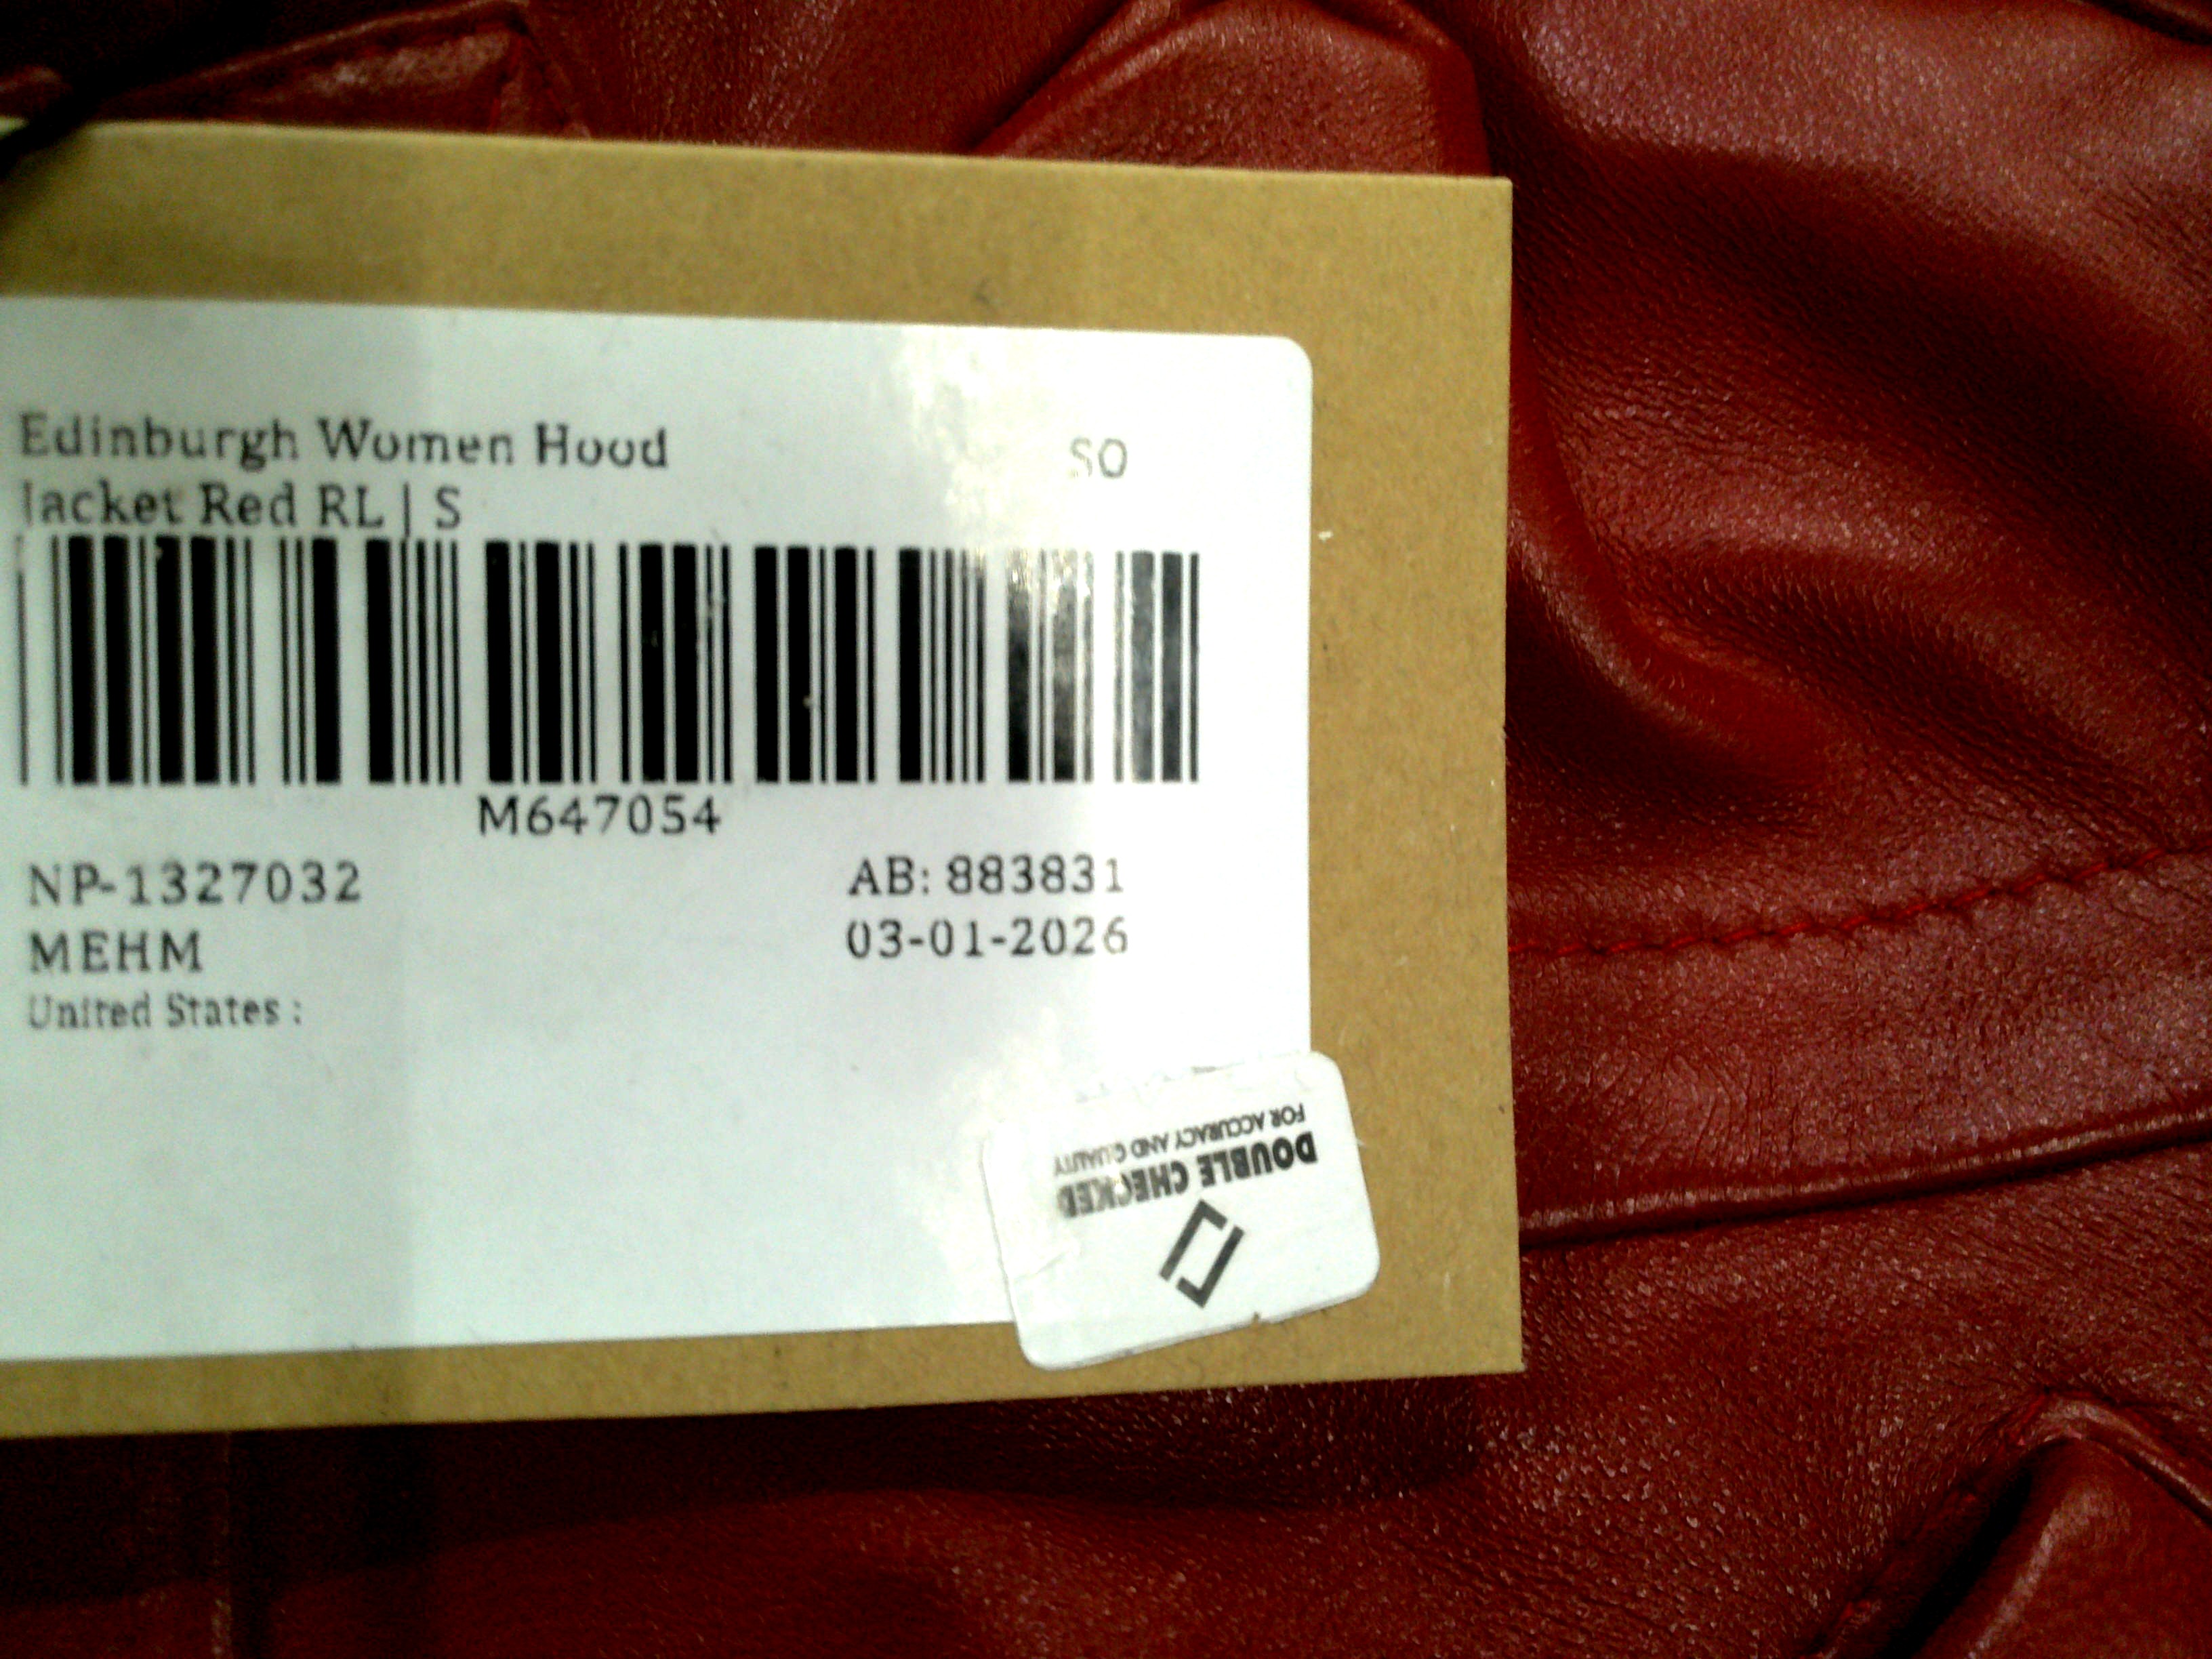 Edinburgh Women Hood
Jacket Red RL | S
SO
M647054
NP-1327032
AB: 883831
MEHM
03-01-2026
United States :
DOUBLE CHECKED
FOR ACCURACY AND QUALITY